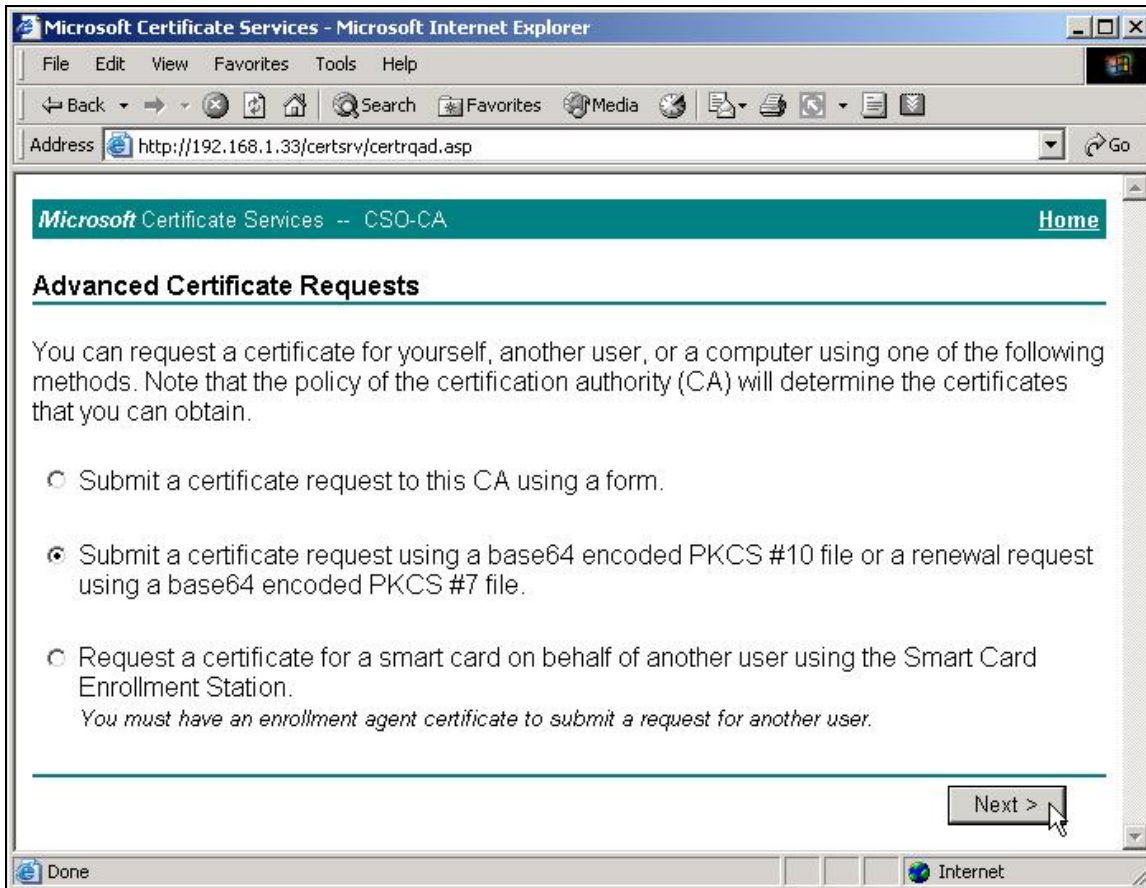 Microsoft Certificate Services - Microsoft Internet Explorer
File Edit View Favorites Tools Help
Back Search Favorites Media
Address http://192.168.1.33/certsrv/certrqad.asp Go
Microsoft Certificate Services -- CSO-CA Home
Advanced Certificate Requests
You can request a certificate for yourself, another user, or a computer using one of the following
methods. Note that the policy of the certification authority (CA) will determine the certificates
that you can obtain.
Submit a certificate request to this CA using a form.
Submit a certificate request using a base64 encoded PKCS #10 file or a renewal request
using a base64 encoded PKCS #7 file.
Request a certificate for a smart card on behalf of another user using the Smart Card
Enrollment Station.
You must have an enrollment agent certificate to submit a request for another user.
Next >
Done Internet